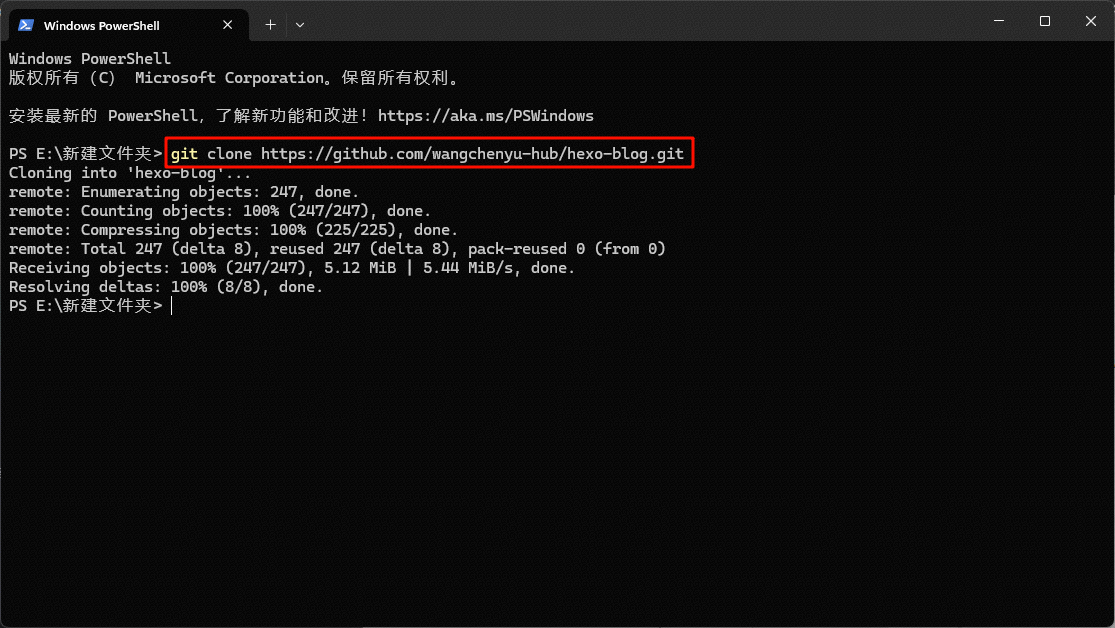 Windows PowerShell
Windows PowerShell
版权所有 (C) Microsoft Corporation。保留所有权利。
安装最新的 PowerShell，了解新功能和改进！https://aka.ms/PSWindows
PS E:\新建文件夹> git clone https://github.com/wangchenyu-hub/hexo-blog.git
Cloning into 'hexo-blog'...
remote: Enumerating objects: 247, done.
remote: Counting objects: 100% (247/247), done.
remote: Compressing objects: 100% (225/225), done.
remote: Total 247 (delta 8), reused 247 (delta 8), pack-reused 0 (from 0)
Receiving objects: 100% (247/247), 5.12 MiB | 5.44 MiB/s, done.
Resolving deltas: 100% (8/8), done.
PS E:\新建文件夹>